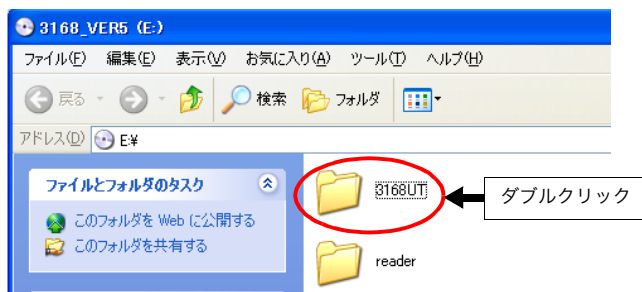 3168_VER5 (E:)
ファイル(F) 編集(E) 表示(V) お気に入り(A) ツール(T) ヘルプ(H)
戻る 検索 フォルダ
アドレス(D) E:¥
ファイルとフォルダのタスク
このフォルダを Web に公開する
このフォルダを共有する
3168UT
ダブルクリック
reader